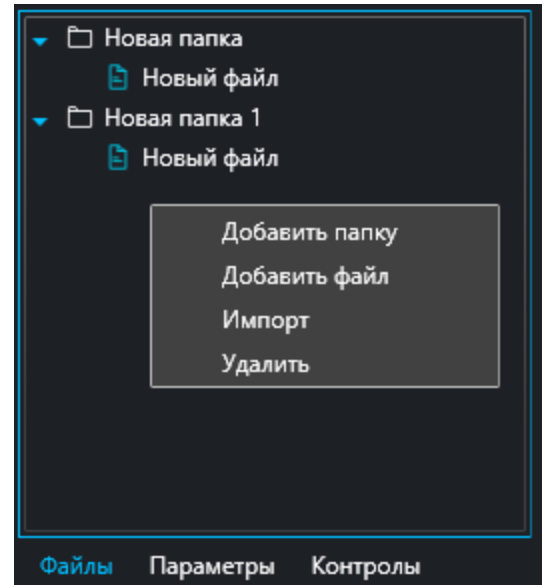 Новая папка
Новый файл
Новая папка 1
Новый файл
Добавить папку
Добавить файл
Импорт
Удалить
Файлы Параметры Контролы